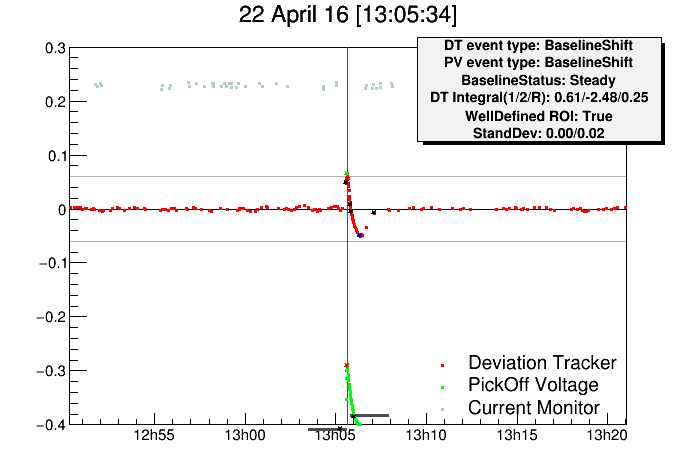 22 April 16 [13:05:34]
DT event type: BaselineShift
PV event type: BaselineShift
BaselineStatus: Steady
DT Integral(1/2/R): 0.61/-2.48/0.25
WellDefined ROI: True
StandDev: 0.00/0.02
0.3
0.2
0.1
0
−0.1
−0.2
−0.3
−0.4
Deviation Tracker
PickOff Voltage
Current Monitor
12h55
13h00
13h05
13h10
13h15
13h20